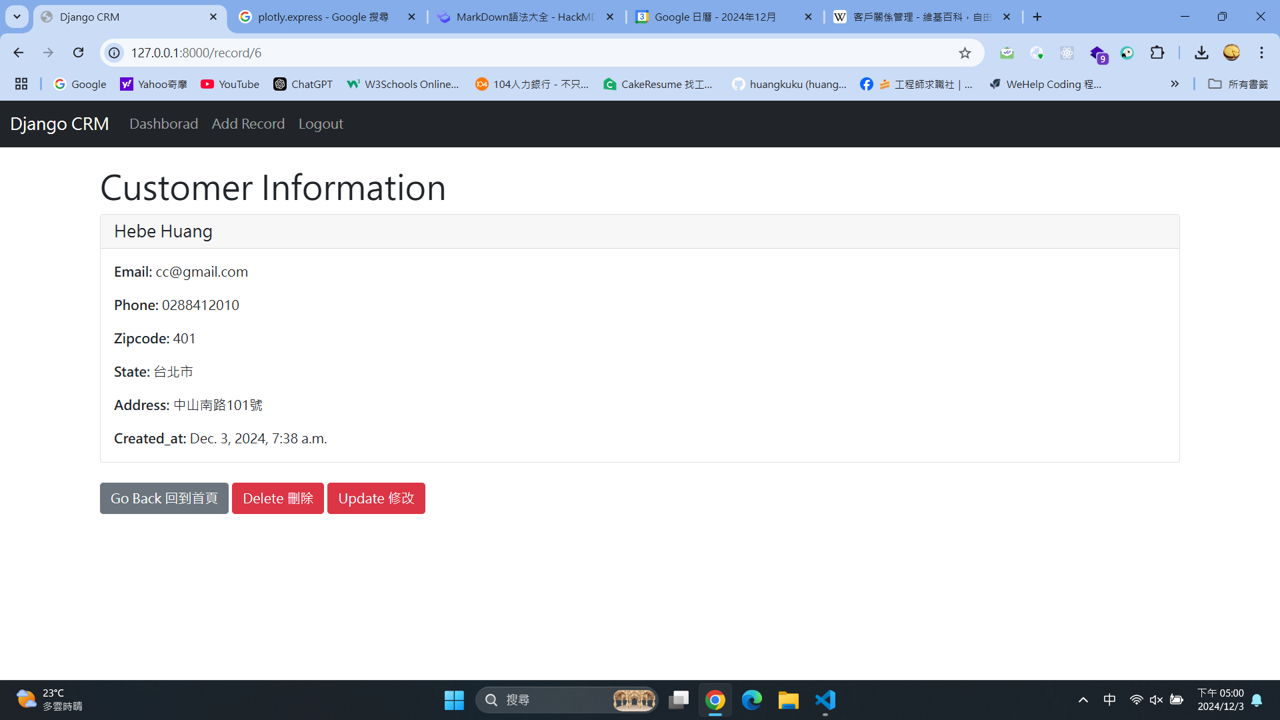 Django CRM
plotly.express - Google 搜尋
MarkDown語法大全 - HackMD
Google 日曆 - 2024年12月
客戶關係管理 - 維基百科，自由
127.0.0.1:8000/record/6
9
Google
Yahoo奇摩
YouTube
ChatGPT
W3Schools Online...
104人力銀行 - 不只...
CakeResume 找工...
huangkuku (huang...
工程師求職社 | ...
WeHelp Coding 程...
所有書籤
Django CRM
Dashborad
Add Record
Logout
Customer Information
Hebe Huang
Email: cc@gmail.com
Phone: 0288412010
Zipcode: 401
State: 台北市
Address: 中山南路101號
Created_at: Dec. 3, 2024, 7:38 a.m.
Go Back 回到首頁
Delete 刪除
Update 修改
23°C
多雲時晴
搜尋
中
下午 05:00
2024/12/3